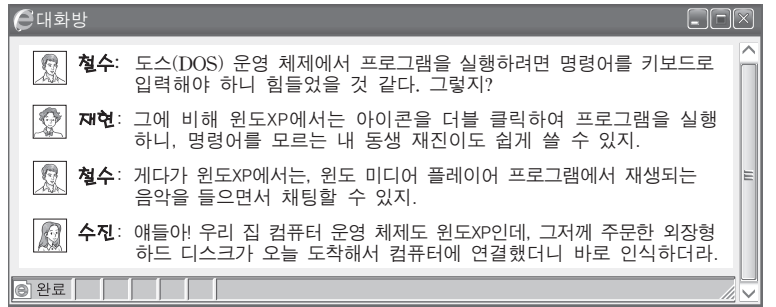 대화방
철수: 도스(DOS) 운영 체제에서 프로그램을 실행하려면 명령어를 키보드로
입력해야 하니 힘들었을 것 같다. 그렇지?
재현: 그에 비해 윈도XP에서는 아이콘을 더블 클릭하여 프로그램을 실행
하니, 명령어를 모르는 내 동생 재진이도 쉽게 쓸 수 있지.
철수: 게다가 윈도XP에서는, 윈도 미디어 플레이어 프로그램에서 재생되는
음악을 들으면서 채팅할 수 있지.
수진: 얘들아! 우리 집 컴퓨터 운영 체제도 윈도XP인데, 그저께 주문한 외장형
하드 디스크가 오늘 도착해서 컴퓨터에 연결했더니 바로 인식하더라.
완료